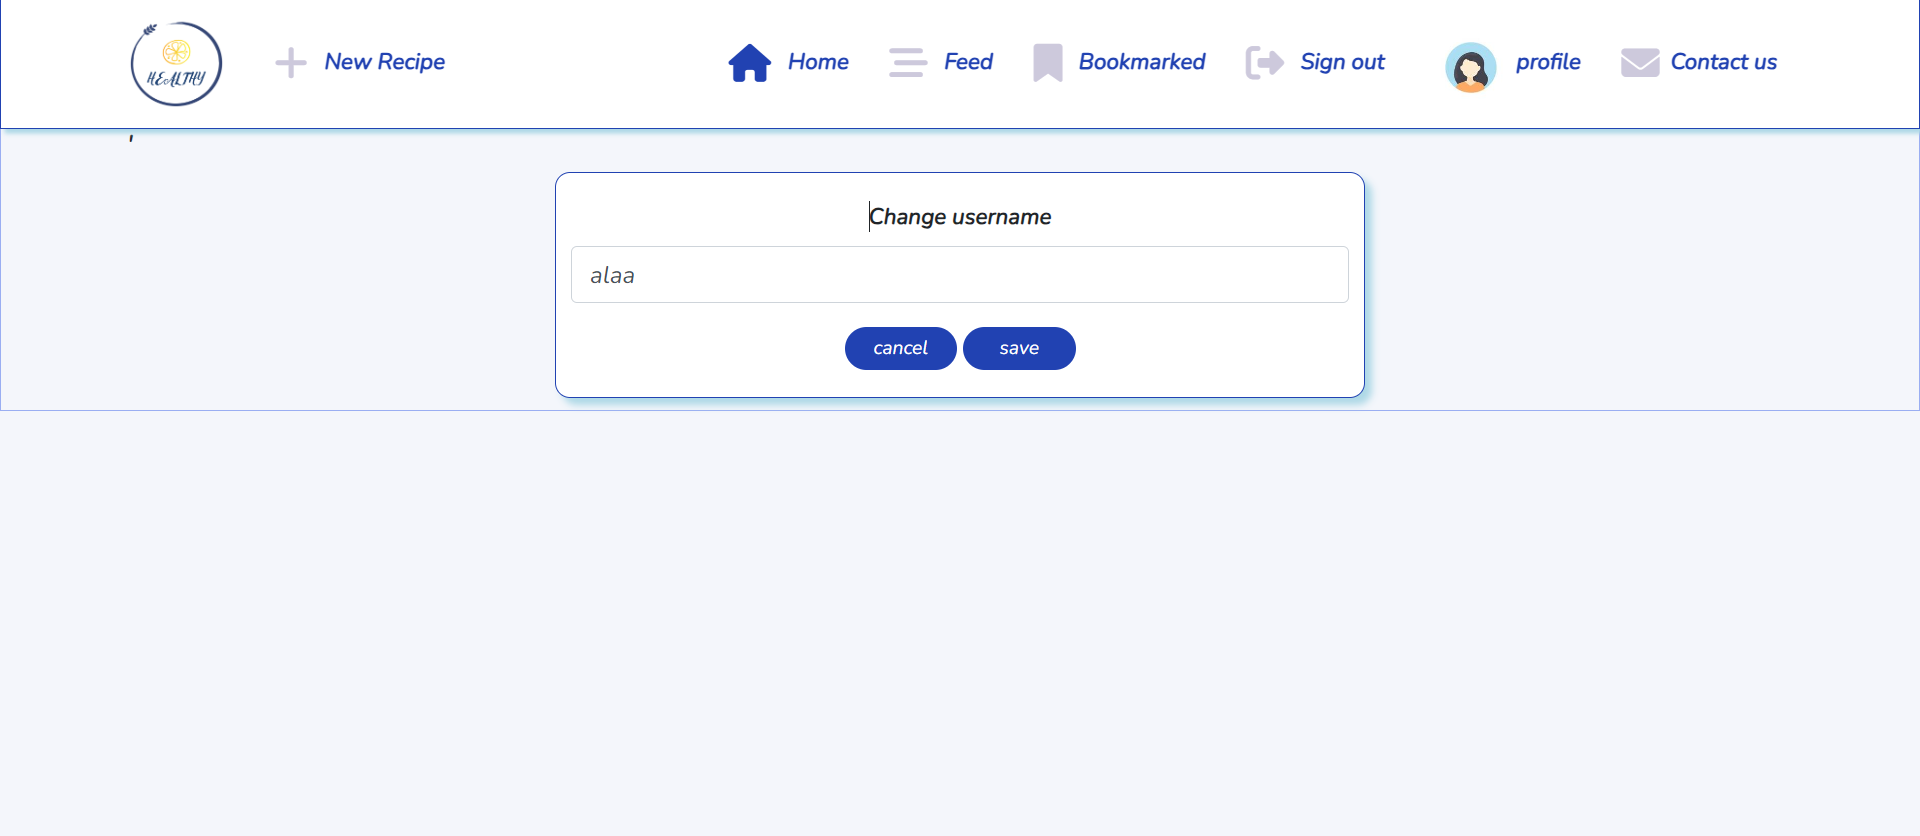 HEALTHY
New Recipe
Home
Feed
Bookmarked
Sign out
profile
Contact us
Change username
alaa
cancel
save